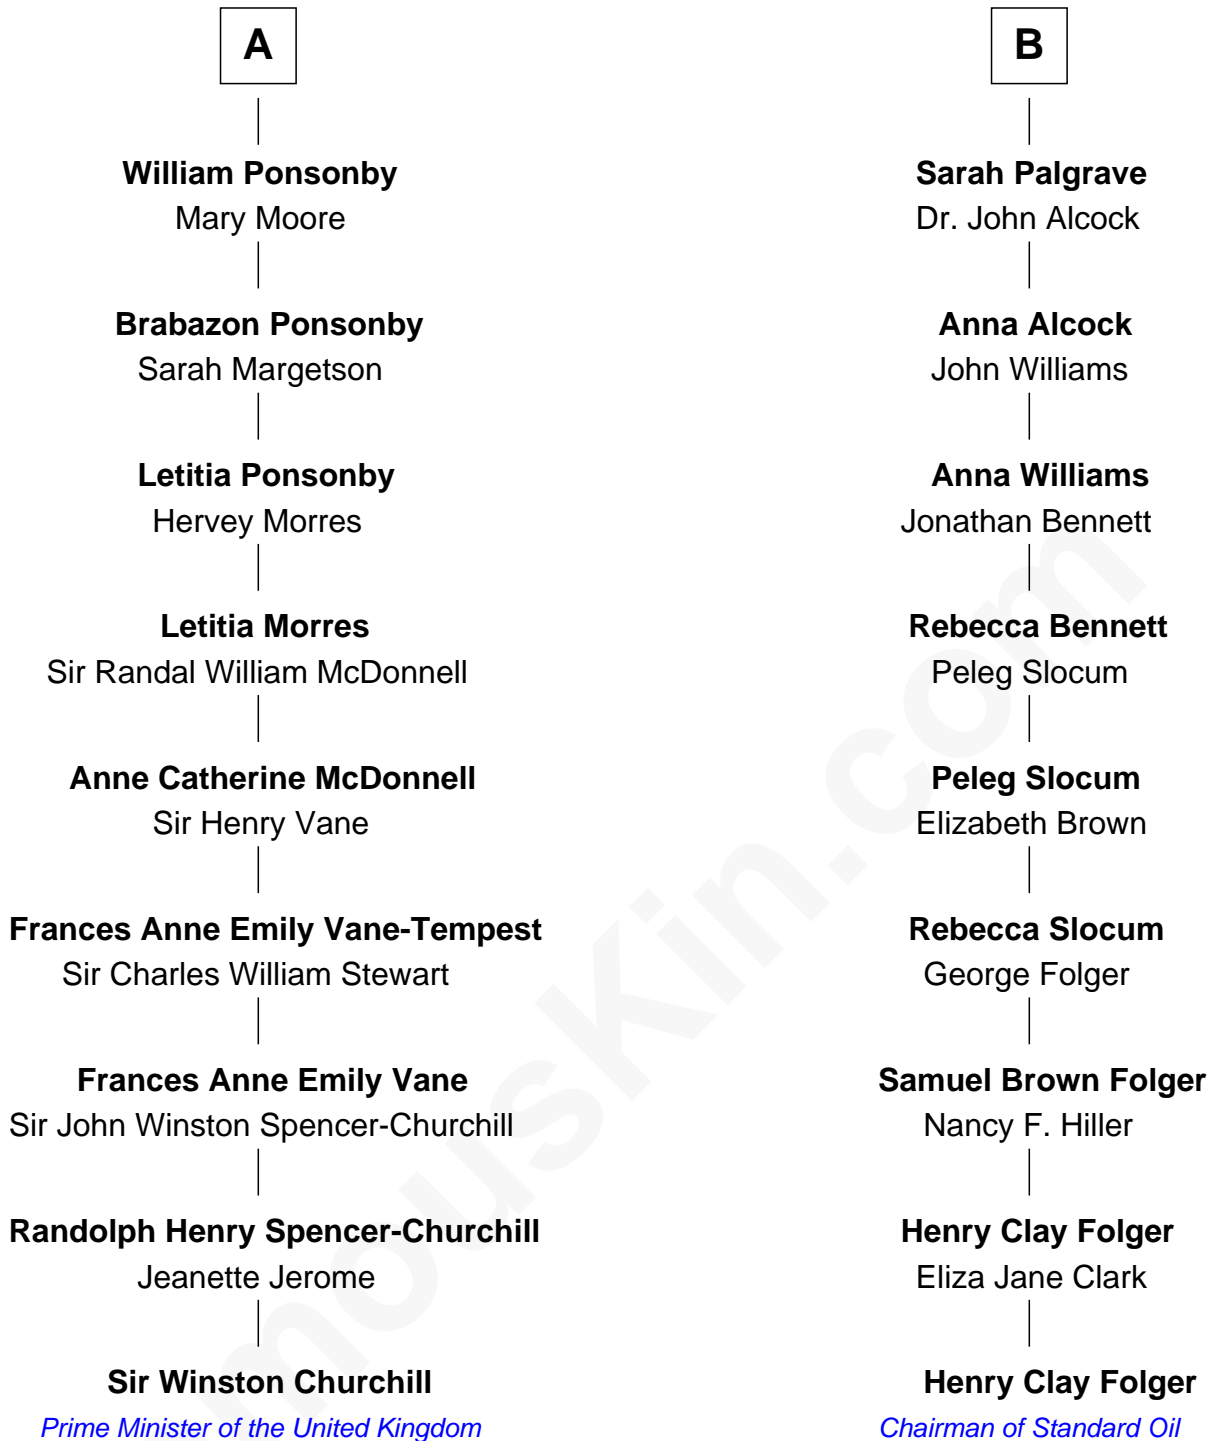 A
William Ponsonby
Mary Moore
Brabazon Ponsonby
Sarah Margetson
Letitia Ponsonby
Hervey Morres
Letitia Morres
Sir Randal William McDonnell
Anne Catherine McDonnell
Sir Henry Vane
Frances Anne Emily Vane-Tempest
Sir Charles William Stewart
Frances Anne Emily Vane
Sir John Winston Spencer-Churchill
Randolph Henry Spencer-Churchill
Jeanette Jerome
Sir Winston Churchill
Prime Minister of the United Kingdom
B
Sarah Palgrave
Dr. John Alcock
Anna Alcock
John Williams
Anna Williams
Jonathan Bennett
Rebecca Bennett
Peleg Slocum
Peleg Slocum
Elizabeth Brown
Rebecca Slocum
George Folger
Samuel Brown Folger
Nancy F. Hiller
Henry Clay Folger
Eliza Jane Clark
Henry Clay Folger
Chairman of Standard Oil
mousKin.com